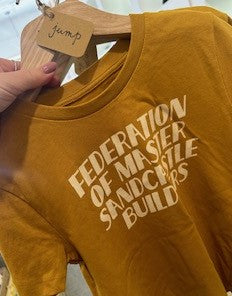 jump
FEDERATION
OF MASTER
SANDCASTLE
BUILDERS